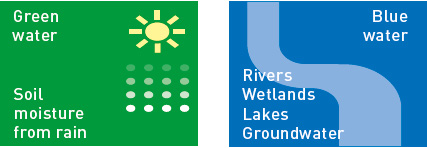 Green
water
Soil
moisture
from rain
Blue
water
Rivers
Wetlands
Lakes
Groundwater